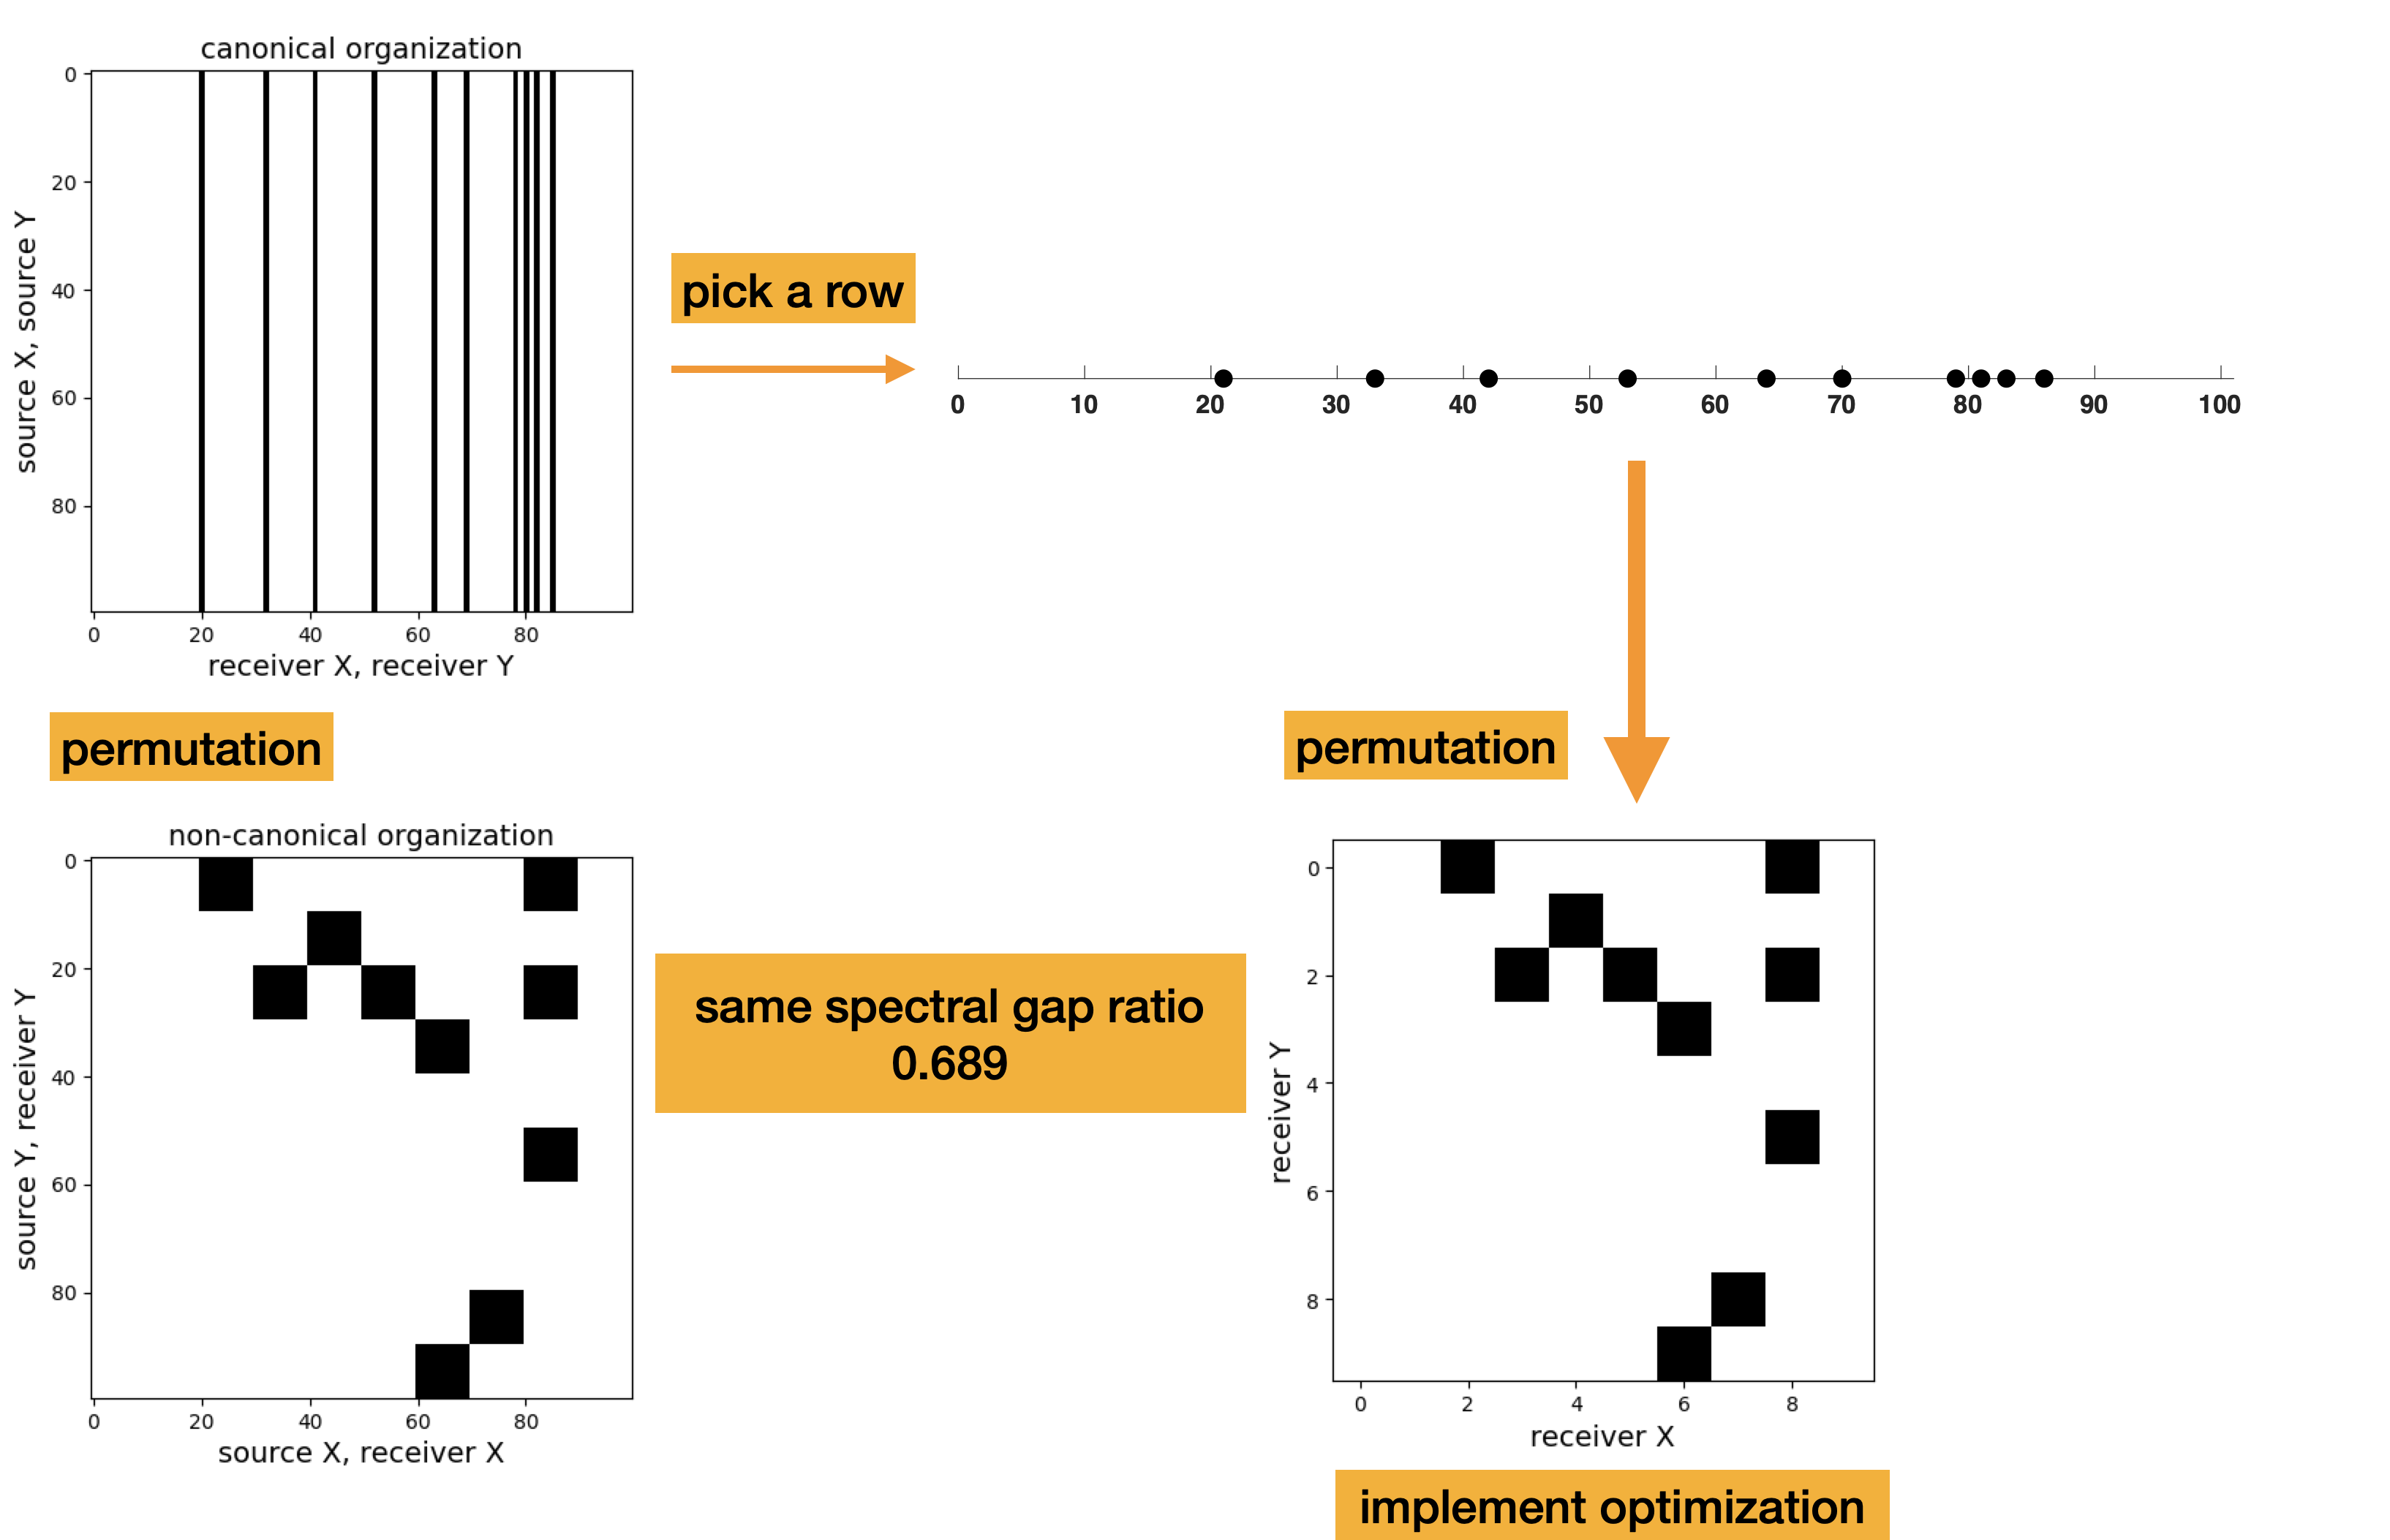 canonical organization
0
20
40
60
80
source X, source Y
0 20 40 60 80
receiver X, receiver Y
pick a row
0 10 20 30 40 50 60 70 80 90 100
permutation
permutation
non-canonical organization
0
20
40
60
80
source Y, receiver Y
0 20 40 60 80
source X, receiver X
same spectral gap ratio
0.689
0
2
4
6
8
receiver Y
0 2 4 6 8
receiver X
implement optimization